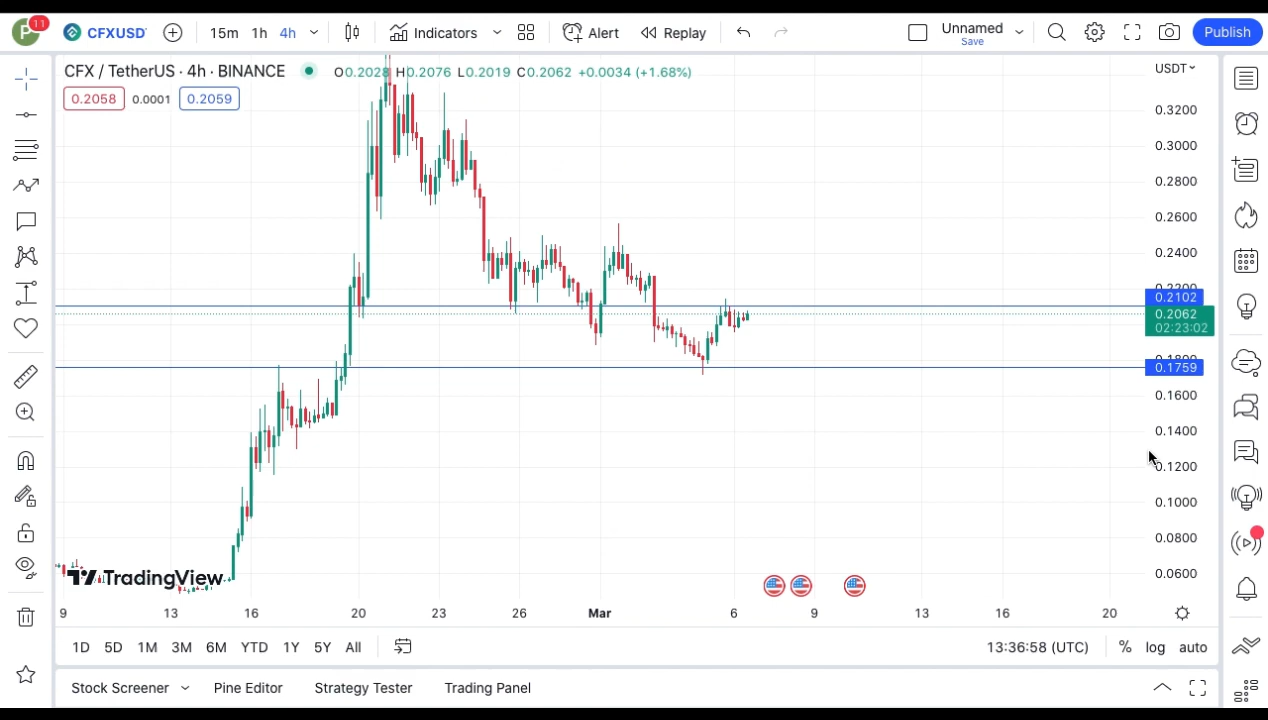 P 11 CFXUSD 15m 1h 4h Indicators Alert Replay Unnamed Save Publish
CFX / TetherUS · 4h · BINANCE O0.2028 H0.2076 L0.2019 C0.2062 +0.0034 (+1.68%) USDT
0.2058 0.0001 0.2059
0.3200
0.3000
0.2800
0.2600
0.2400
0.2200
0.2102
0.2062
02:23:02
0.1800
0.1759
0.1600
0.1400
0.1200
0.1000
0.0800
0.0600
TradingView
9 13 16 20 23 26 Mar 6 9 13 16 20
1D 5D 1M 3M 6M YTD 1Y 5Y All 13:36:58 (UTC) % log auto
Stock Screener Pine Editor Strategy Tester Trading Panel